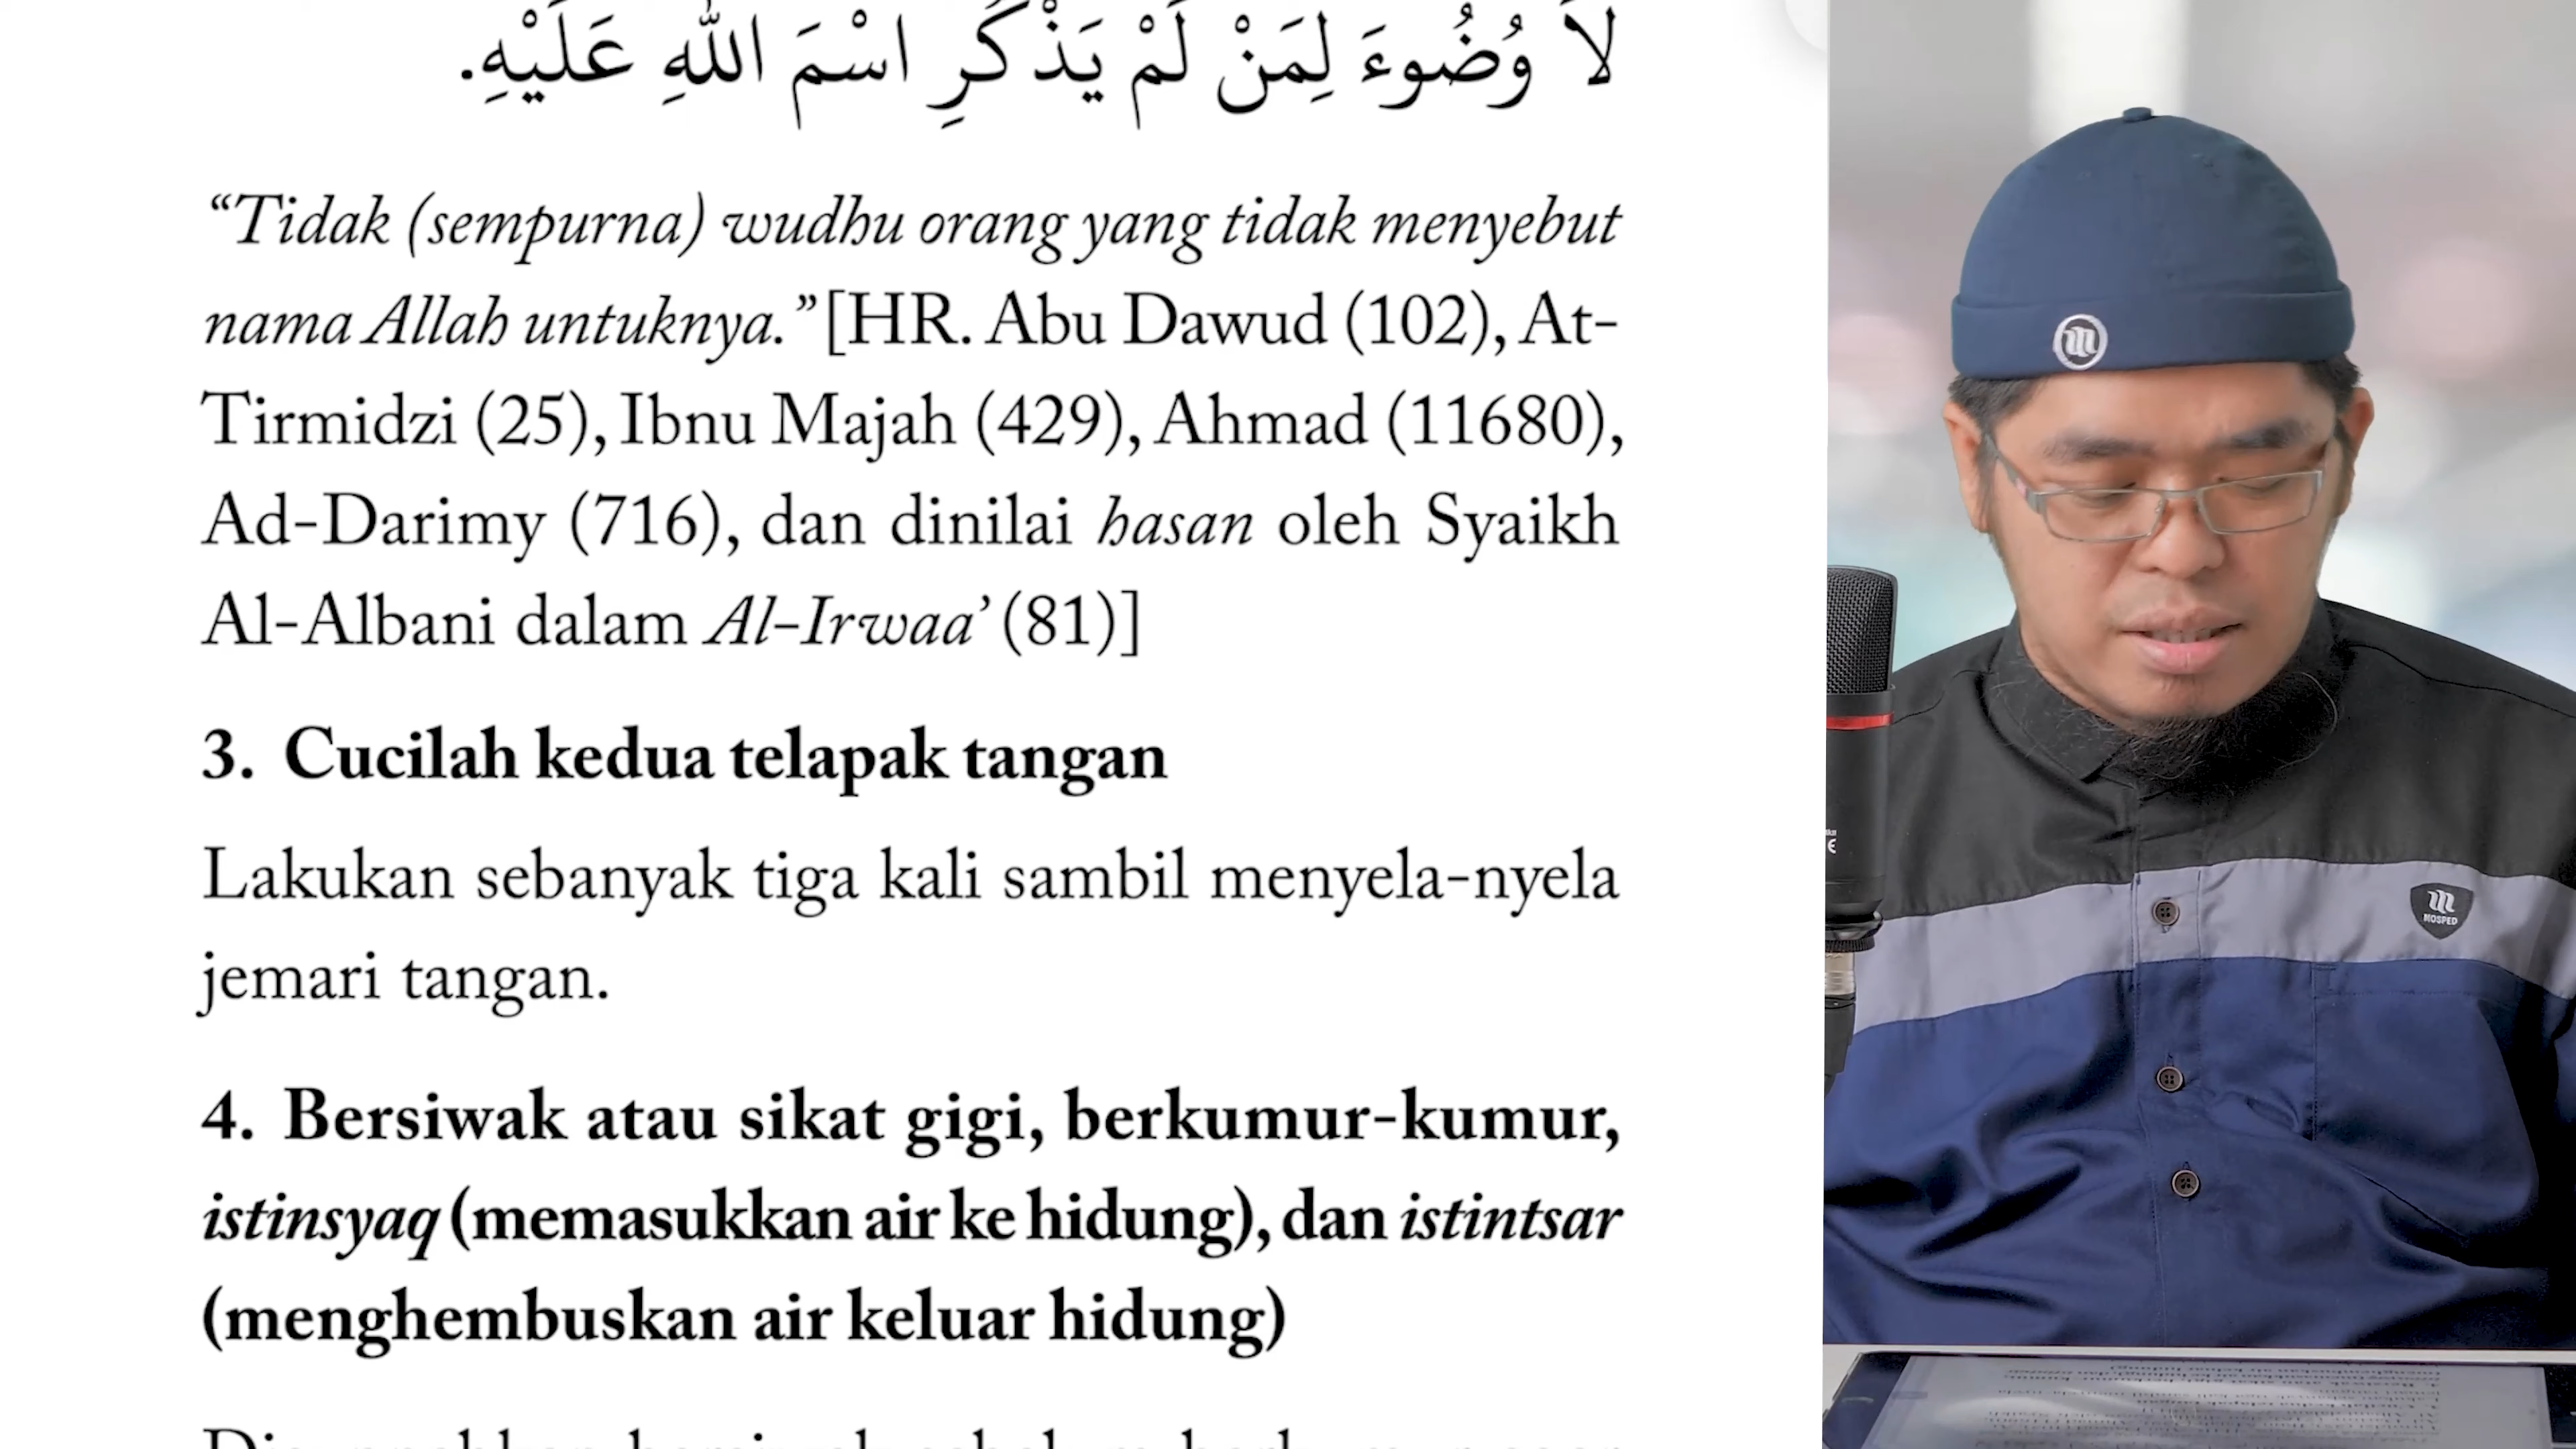 لَا وُضُوءَ لِمَنْ لَمْ يَذْكُرِ اسْمَ اللهِ عَلَيْهِ.
“Tidak (sempurna) wudhu orang yang tidak menyebut
nama Allah untuknya.” [HR. Abu Dawud (102), At-
Tirmidzi (25), Ibnu Majah (429), Ahmad (11680),
Ad-Darimy (716), dan dinilai hasan oleh Syaikh
Al-Albani dalam Al-Irwaa’ (81)]
3. Cucilah kedua telapak tangan
Lakukan sebanyak tiga kali sambil menyela-nyela
jemari tangan.
4. Bersiwak atau sikat gigi, berkumur-kumur,
istinsyaq (memasukkan air ke hidung), dan istintsar
(menghembuskan air keluar hidung)
MOSPED